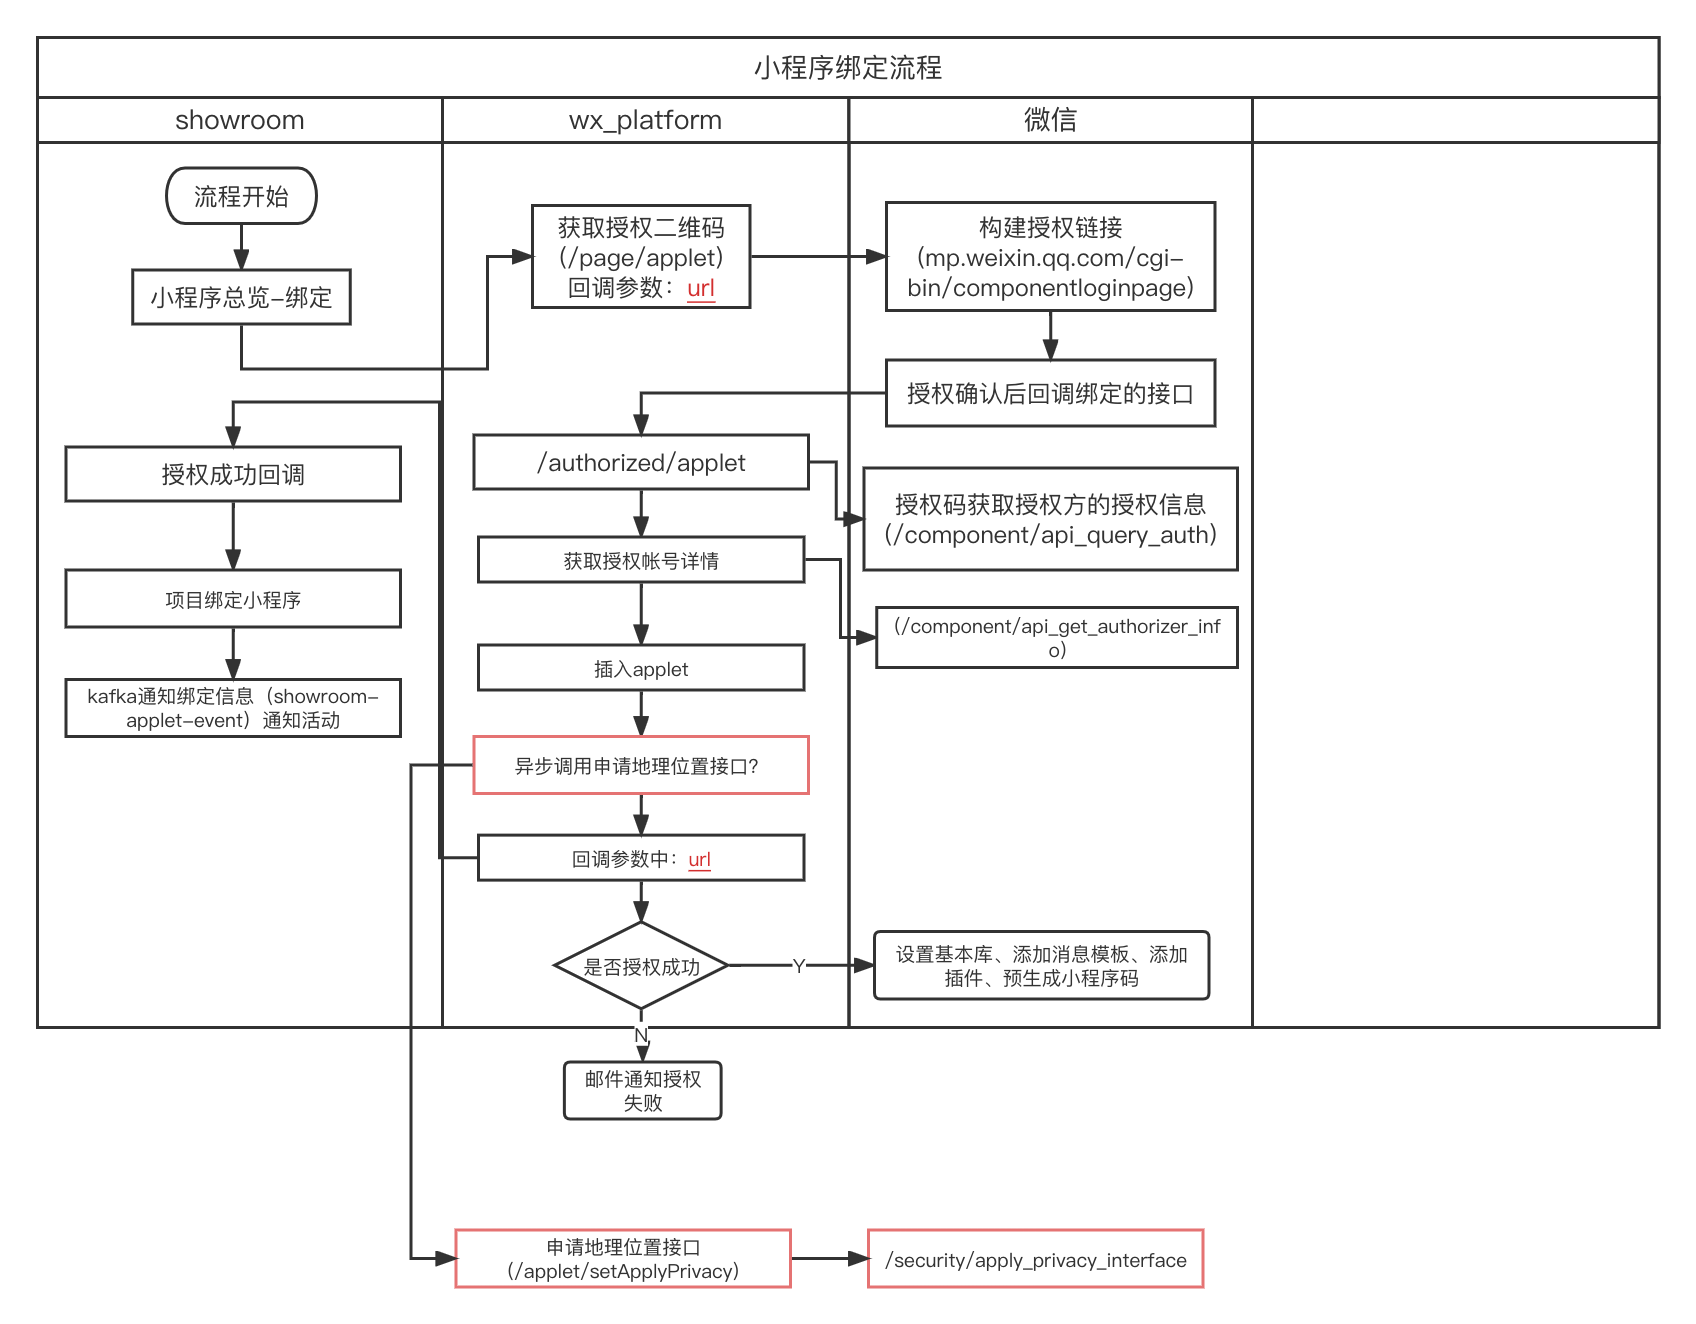 小程序绑定流程
showroom
wx_platform
微信
流程开始
小程序总览-绑定
获取授权二维码
(/page/applet)
回调参数：url
构建授权链接
(mp.weixin.qq.com/cgi-
bin/componentloginpage)
授权确认后回调绑定的接口
授权成功回调
/authorized/applet
授权码获取授权方的授权信息
(/component/api_query_auth)
项目绑定小程序
获取授权帐号详情
(/component/api_get_authorizer_inf
o)
kafka通知绑定信息（showroom-
applet-event）通知活动
插入applet
异步调用申请地理位置接口?
回调参数中：url
是否授权成功
Y
设置基本库、添加消息模板、添加
插件、预生成小程序码
N
邮件通知授权
失败
申请地理位置接口
(/applet/setApplyPrivacy)
/security/apply_privacy_interface